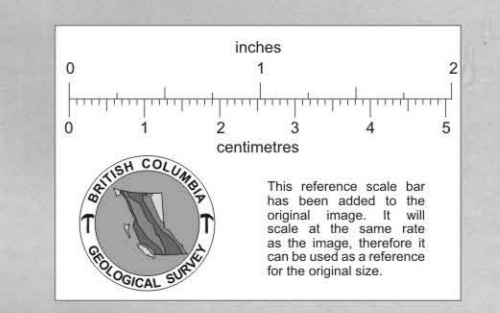 inches
0 1 2
0 1 2 3 4 5
centimetres
BRITISH COLUMBIA
GEOLOGICAL SURVEY
This reference scale bar
has been added to the
original image. It will
scale at the same rate
as the image, therefore it
can be used as a reference
for the original size.